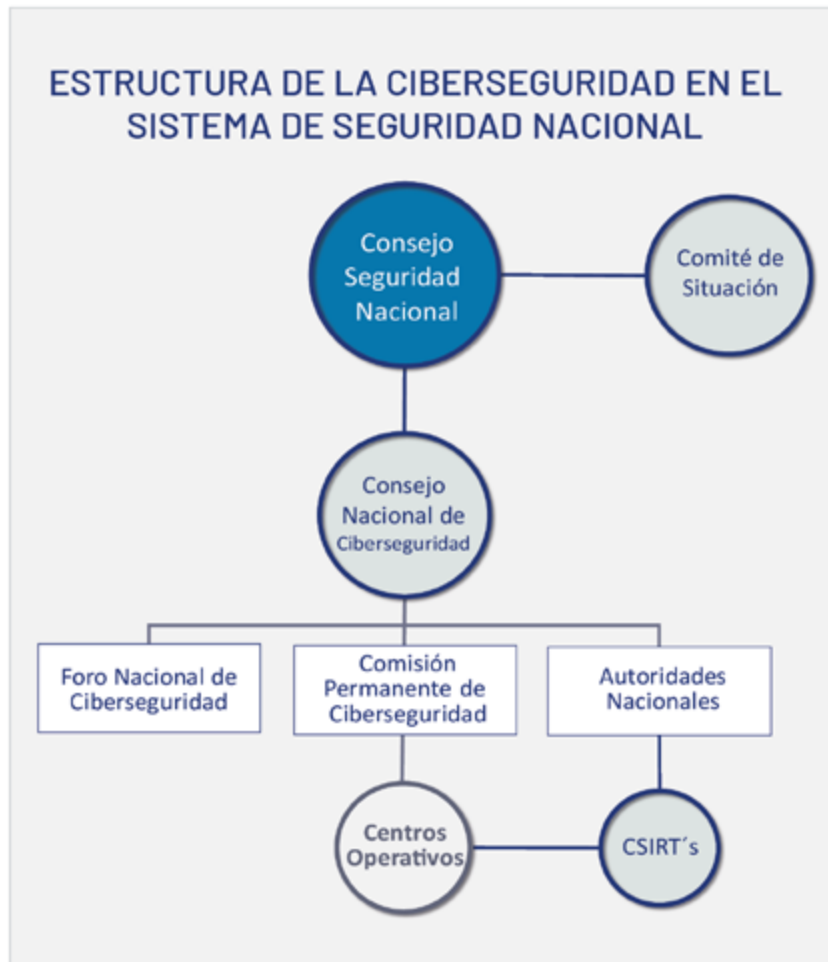 ESTRUCTURA DE LA CIBERSEGURIDAD EN EL
SISTEMA DE SEGURIDAD NACIONAL
Consejo
Seguridad
Nacional
Comité de
Situación
Consejo
Nacional de
Ciberseguridad
Foro Nacional de
Ciberseguridad
Comisión
Permanente de
Ciberseguridad
Autoridades
Nacionales
Centros
Operativos
CSIRT´s